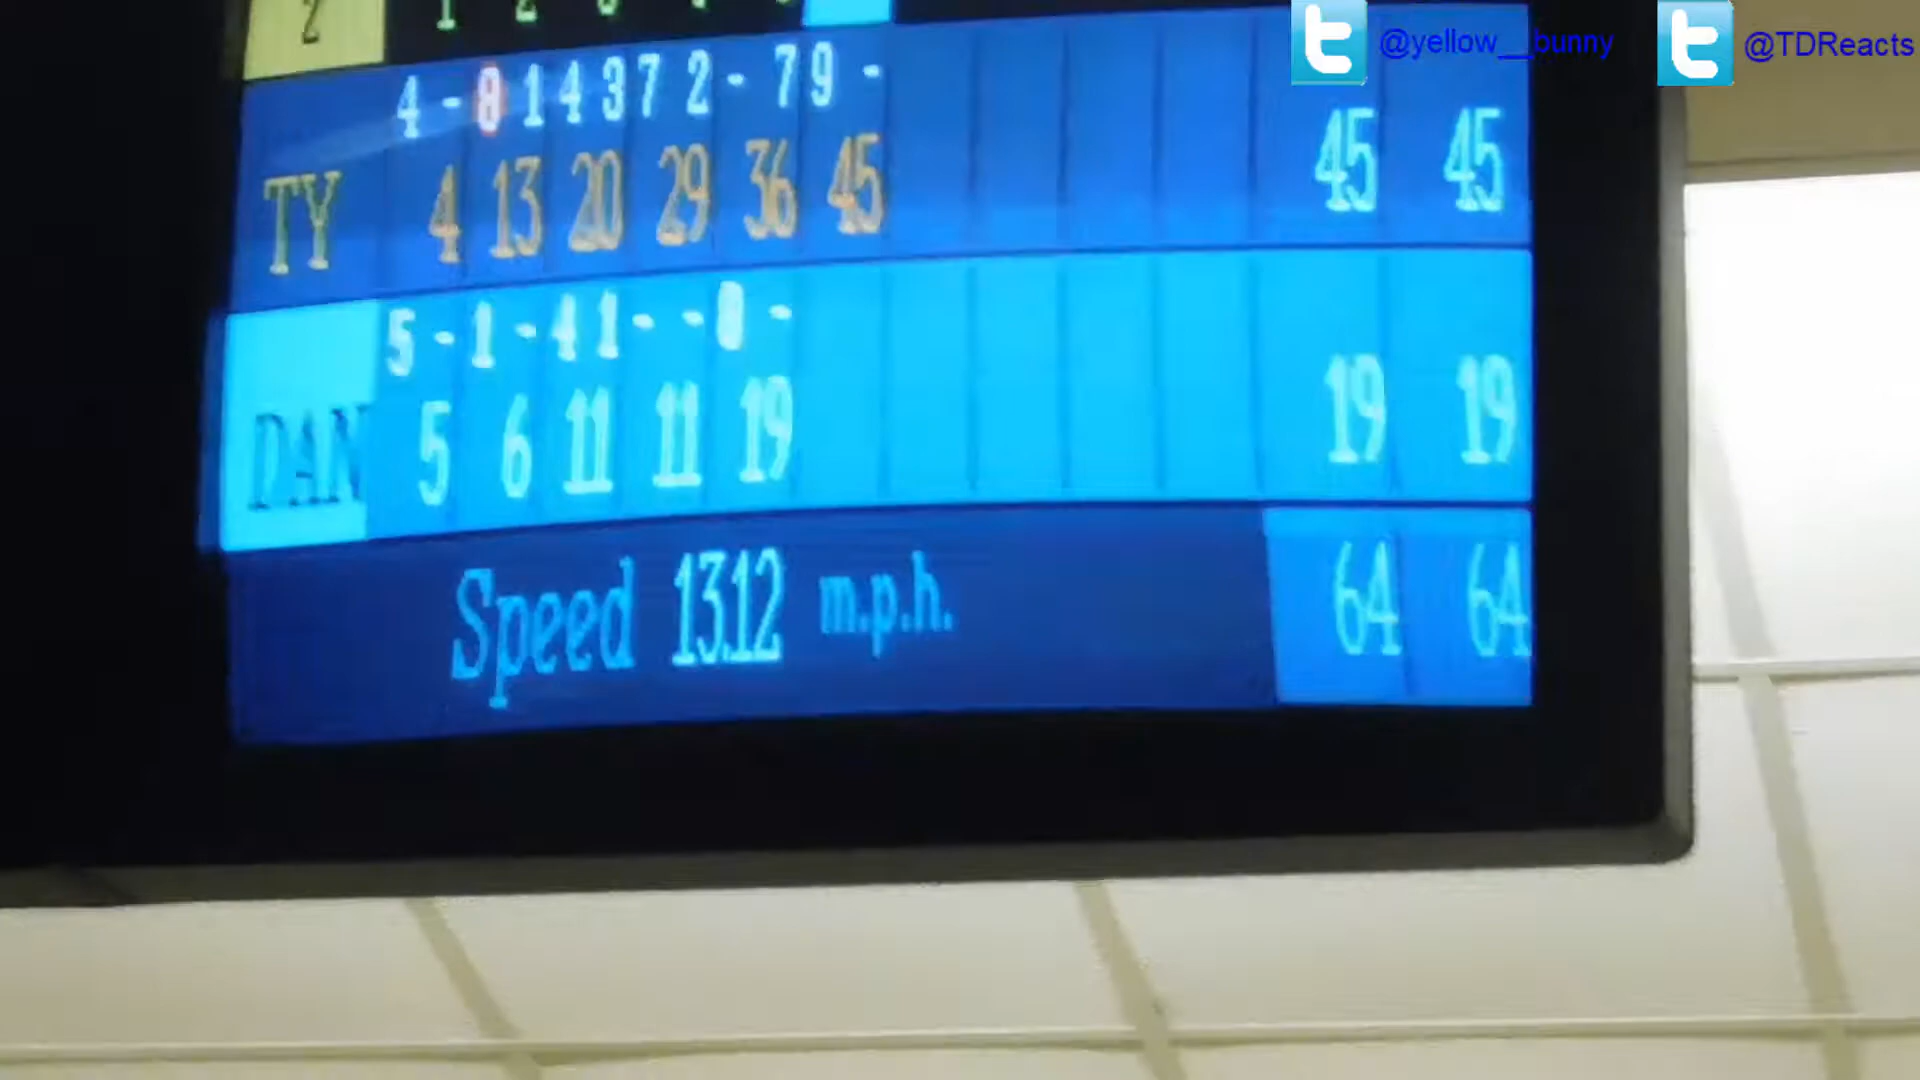 2 1 2 3
@yellow__bunny @TDReacts
4 - 8 1 4 3 7 2 - 7 9 -
TY 4 13 20 29 36 45 45 45
5 - 1 - 4 1 - - 8 -
DAN 5 6 11 11 19 19 19
Speed 13.12 m.p.h. 64 64